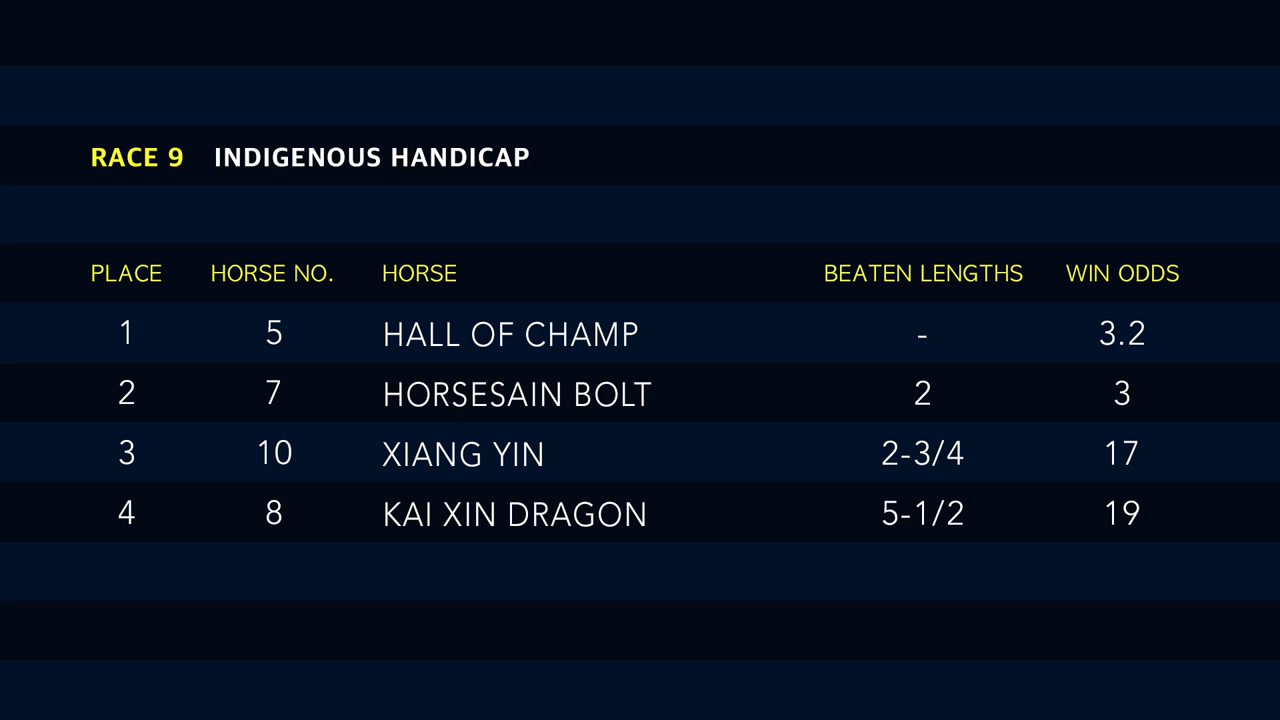 RACE 9 INDIGENOUS HANDICAP
PLACE HORSE NO. HORSE BEATEN LENGTHS WIN ODDS
1 5 HALL OF CHAMP - 3.2
2 7 HORSESAIN BOLT 2 3
3 10 XIANG YIN 2-3/4 17
4 8 KAI XIN DRAGON 5-1/2 19